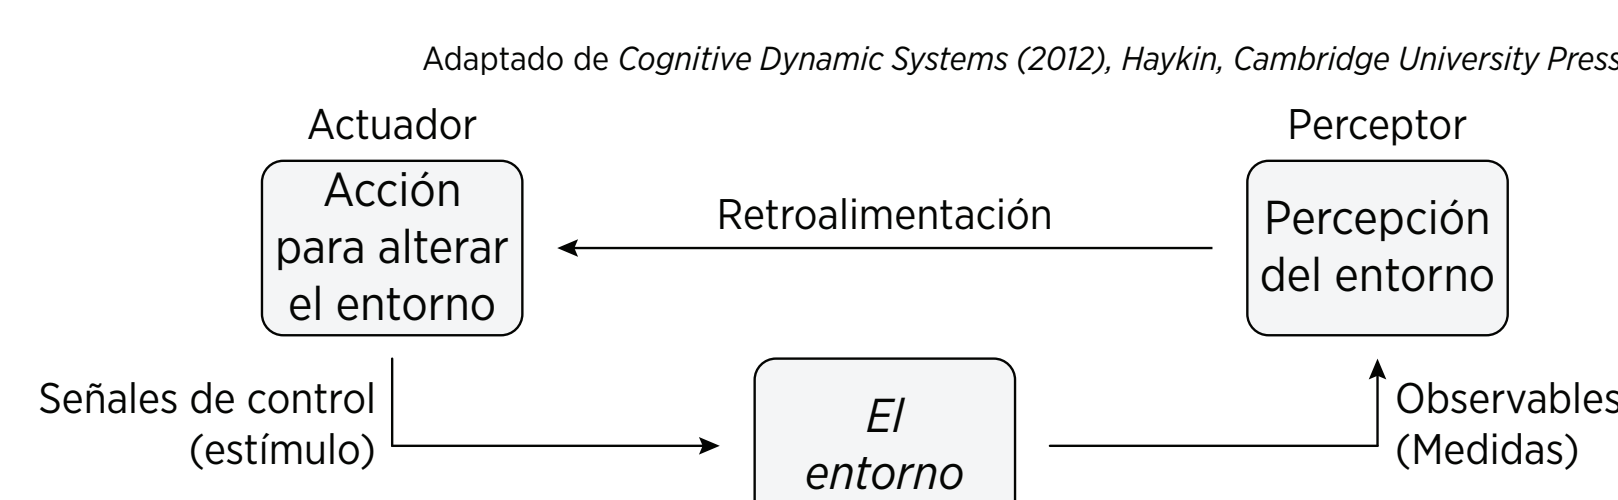 Adaptado de Cognitive Dynamic Systems (2012), Haykin, Cambridge University Press
Actuador
Perceptor
Acción
para alterar
el entorno
Retroalimentación
Percepción
del entorno
Señales de control
(estímulo)
El
entorno
Observables
(Medidas)